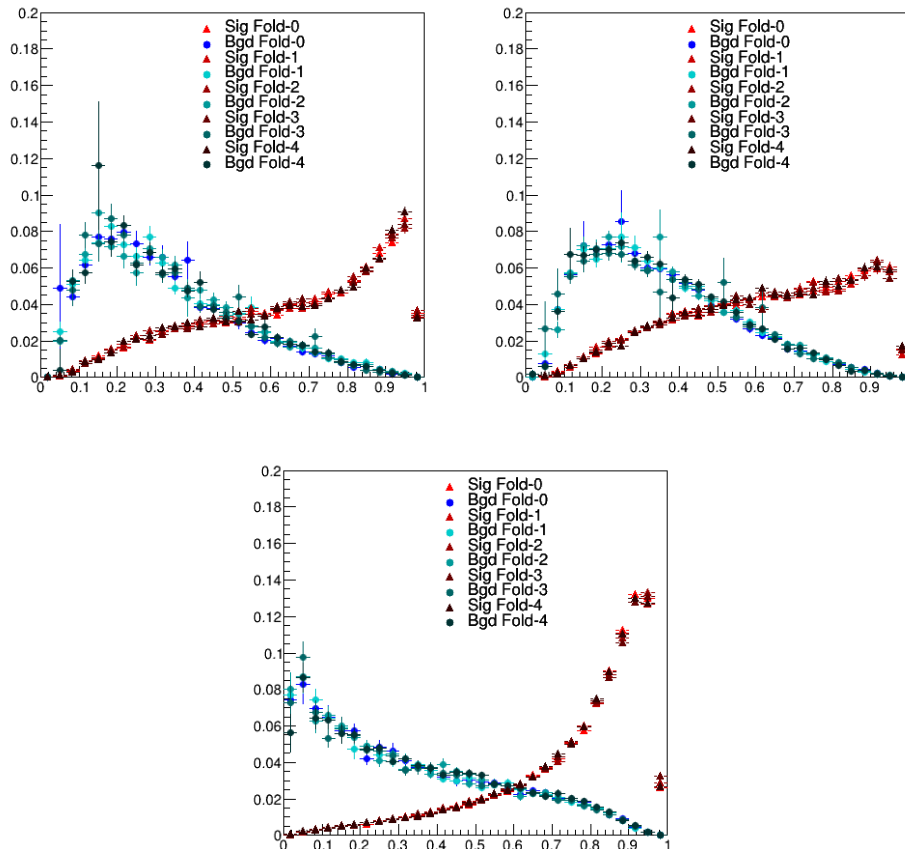 0.2
0.18
0.16
0.14
0.12
0.1
0.08
0.06
0.04
0.02
0
Sig Fold-0
Bgd Fold-0
Sig Fold-1
Bgd Fold-1
Sig Fold-2
Bgd Fold-2
Sig Fold-3
Bgd Fold-3
Sig Fold-4
Bgd Fold-4
0 0.1 0.2 0.3 0.4 0.5 0.6 0.7 0.8 0.9 1
0.2
0.18
0.16
0.14
0.12
0.1
0.08
0.06
0.04
0.02
0
Sig Fold-0
Bgd Fold-0
Sig Fold-1
Bgd Fold-1
Sig Fold-2
Bgd Fold-2
Sig Fold-3
Bgd Fold-3
Sig Fold-4
Bgd Fold-4
0 0.1 0.2 0.3 0.4 0.5 0.6 0.7 0.8 0.9
0.2
0.18
0.16
0.14
0.12
0.1
0.08
0.06
0.04
0.02
0
Sig Fold-0
Bgd Fold-0
Sig Fold-1
Bgd Fold-1
Sig Fold-2
Bgd Fold-2
Sig Fold-3
Bgd Fold-3
Sig Fold-4
Bgd Fold-4
0 0.1 0.2 0.3 0.4 0.5 0.6 0.7 0.8 0.9 1